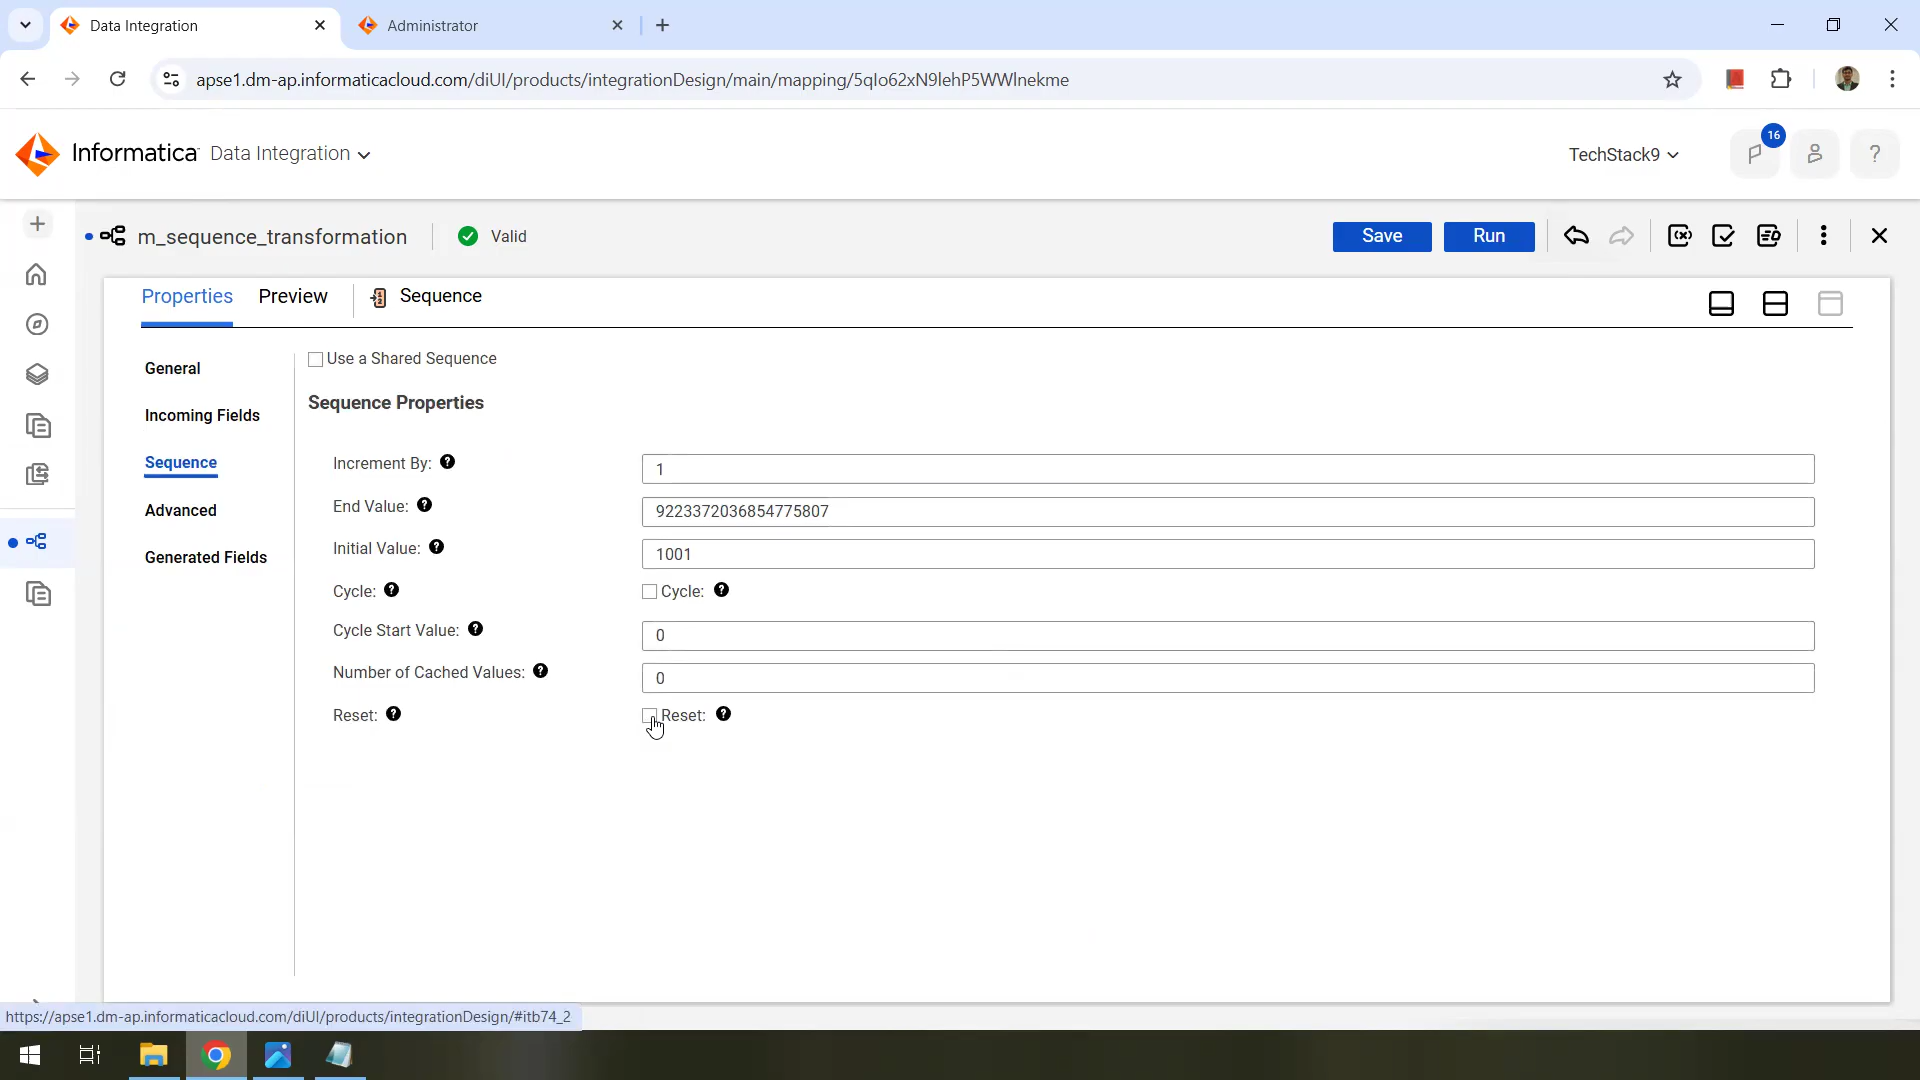 Data Integration
Administrator
apse1.dm-ap.informaticacloud.com/diUI/products/integrationDesign/main/mapping/5qIo62xN9lehP5WWlnekme
Informatica Data Integration
TechStack9
16
?
m_sequence_transformation
Valid
Save
Run
Properties
Preview
Sequence
General
Incoming Fields
Sequence
Advanced
Generated Fields
Use a Shared Sequence
Sequence Properties
Increment By: ? 1
End Value: ? 9223372036854775807
Initial Value: ? 1001
Cycle: ? Cycle: ?
Cycle Start Value: ? 0
Number of Cached Values: ? 0
Reset: ? Reset: ?
https://apse1.dm-ap.informaticacloud.com/diUI/products/integrationDesign/#itb74_2